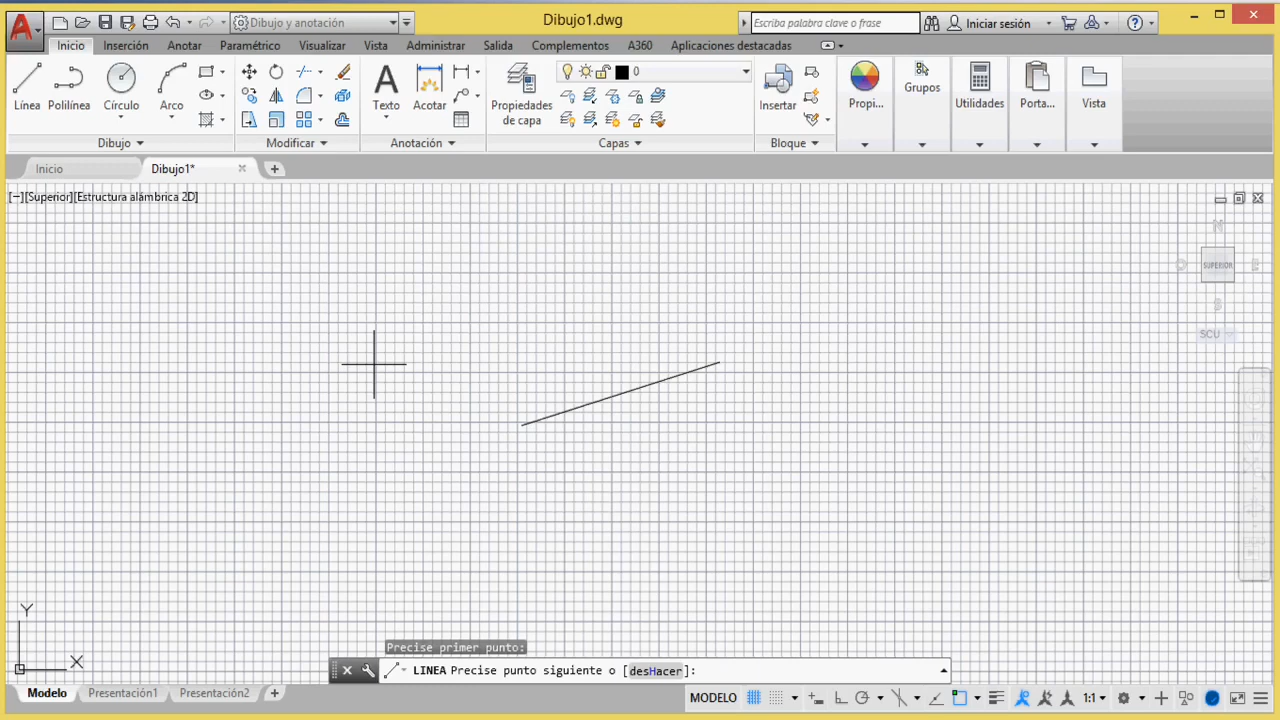 Dibujo y anotación
Dibujo1.dwg
Escriba palabra clave o frase
Iniciar sesión
Inicio
Inserción
Anotar
Paramétrico
Visualizar
Vista
Administrar
Salida
Complementos
A360
Aplicaciones destacadas
Línea
Polilínea
Círculo
Arco
Texto
Acotar
Propiedades
de capa
0
Insertar
Propi...
Grupos
Utilidades
Porta...
Vista
Dibujo
Modificar
Anotación
Capas
Bloque
Inicio
Dibujo1*
[−][Superior][Estructura alámbrica 2D]
N
SUPERIOR
O
E
S
SCU
Y
X
Precise primer punto:
LINEA Precise punto siguiente o [desHacer]:
Modelo
Presentación1
Presentación2
MODELO
1:1